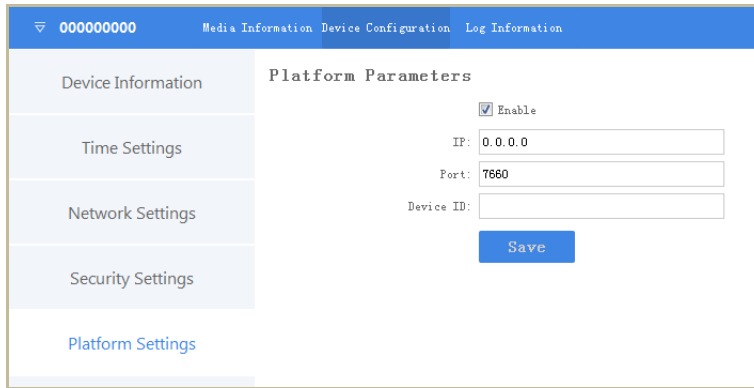 000000000 Media Information Device Configuration Log Information
Device Information
Time Settings
Network Settings
Security Settings
Platform Settings
Platform Parameters
Enable
IP: 0.0.0.0
Port: 7660
Device ID:
Save